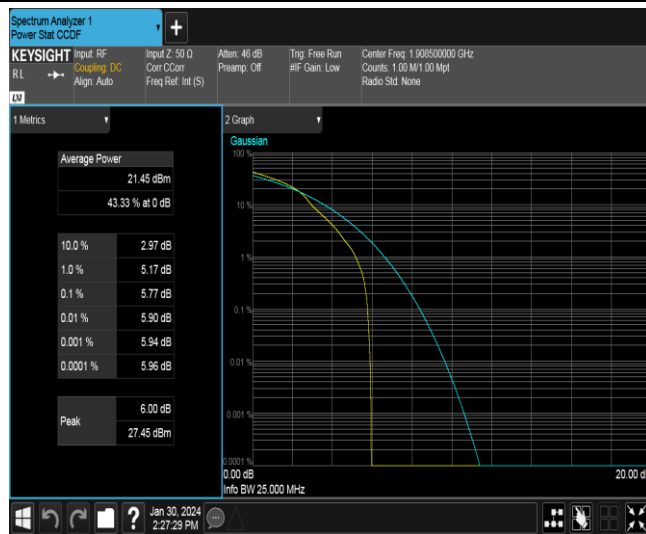 Spectrum Analyzer 1
Power Stat CCDF
+
KEYSIGHT
RL
LXI
Input: RF
Coupling: DC
Align: Auto
Input Z: 50 Ω
Corr CCorr
Freq Ref: Int (S)
Atten: 46 dB
Preamp: Off
Trig: Free Run
#IF Gain: Low
Center Freq: 1.908500000 GHz
Counts: 1.00 M/1.00 Mpt
Radio Std: None
1 Metrics
Average Power
21.45 dBm
43.33 % at 0 dB
10.0 % 2.97 dB
1.0 % 5.17 dB
0.1 % 5.77 dB
0.01 % 5.90 dB
0.001 % 5.94 dB
0.0001 % 5.96 dB
Peak
6.00 dB
27.45 dBm
2 Graph
Gaussian
100 %
10 %
1 %
0.1 %
0.01 %
0.001 %
0.0001 %
0.00 dB 20.00 d
Info BW 25.000 MHz
?
Jan 30, 2024
2:27:29 PM